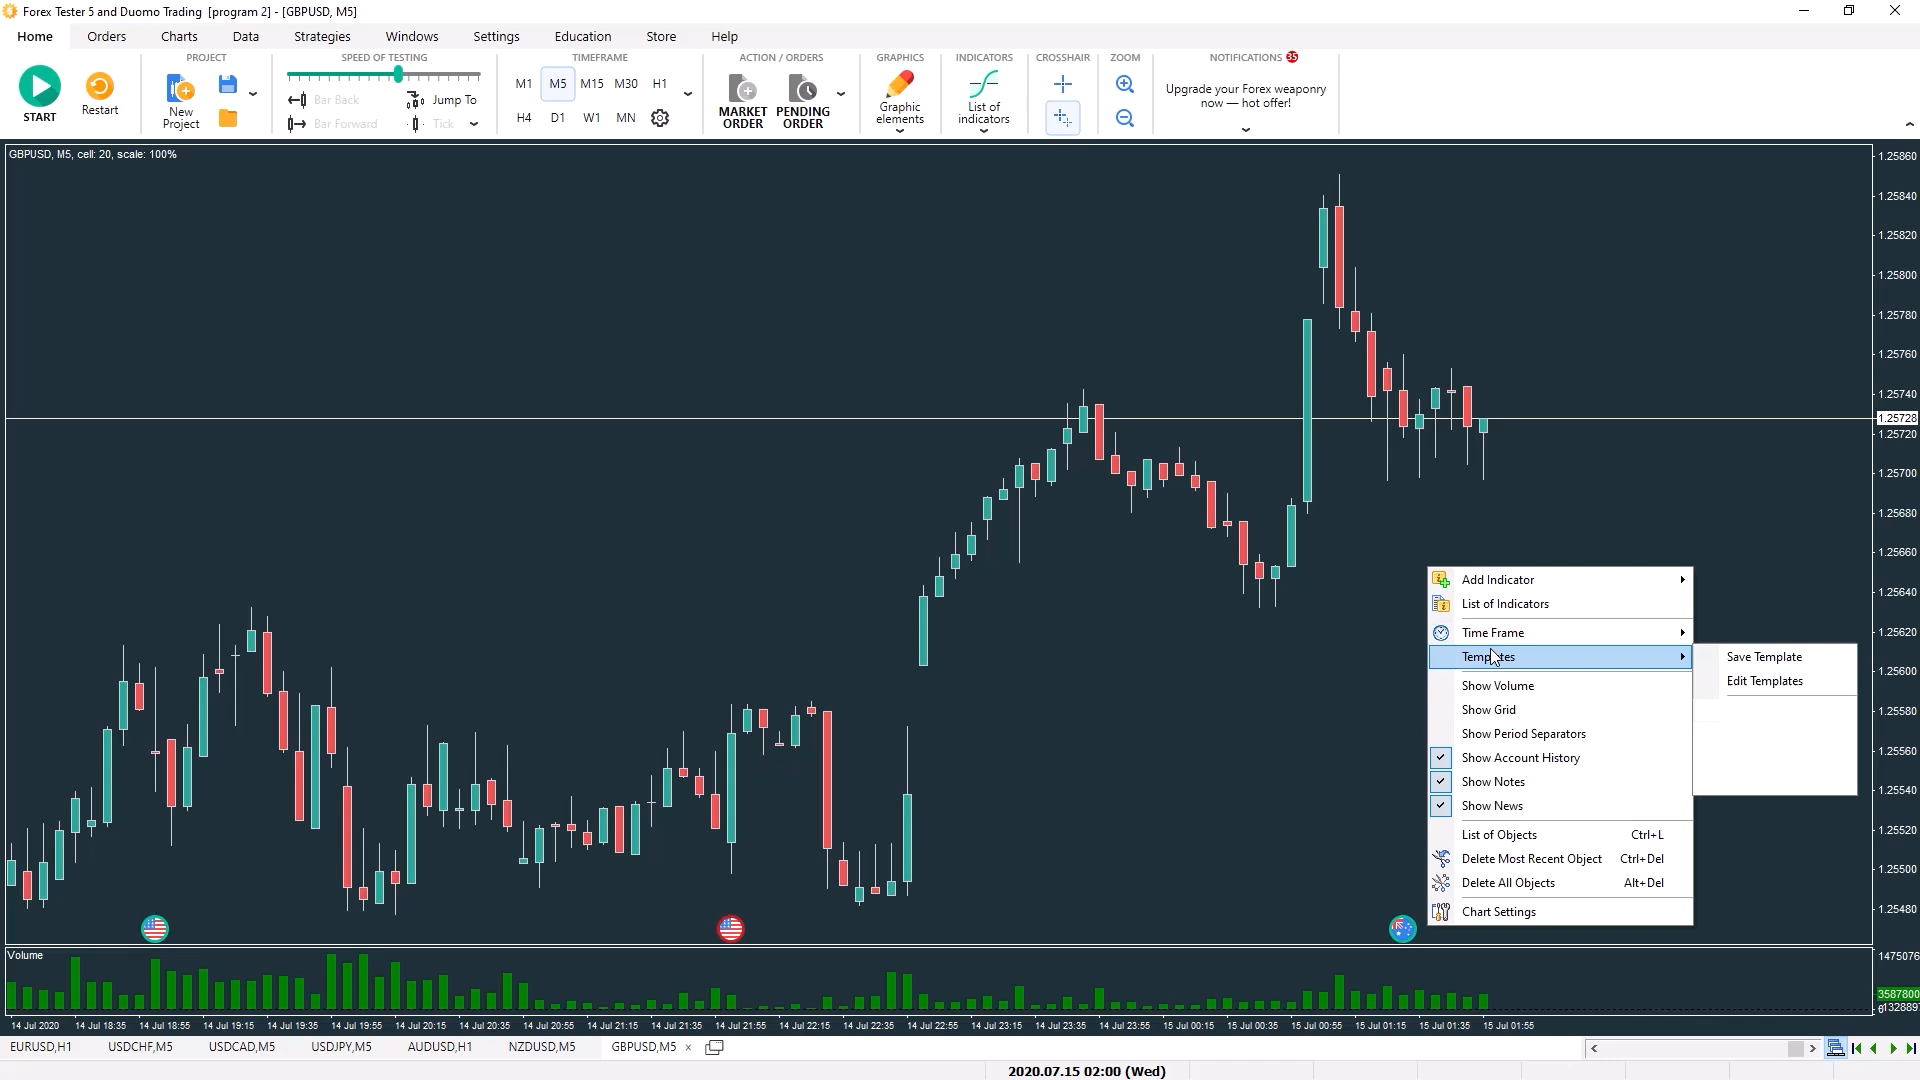 Forex Tester 5 and Duomo Trading [program 2] - [GBPUSD, M5]
Home Orders Charts Data Strategies Windows Settings Education Store Help
PROJECT SPEED OF TESTING TIMEFRAME ACTION / ORDERS GRAPHICS INDICATORS CROSSHAIR ZOOM NOTIFICATIONS 35
START
Restart
New
Project
Bar Back
Jump To
Bar Forward
Tick
M1 M5 M15 M30 H1
H4 D1 W1 MN
MARKET
ORDER
PENDING
ORDER
Graphic
elements
List of
indicators
Upgrade your Forex weaponry
now — hot offer!
GBPUSD, M5, cell: 20, scale: 100%
1.25860
1.25840
1.25820
1.25800
1.25780
1.25760
1.25740
1.25728
1.25720
1.25700
1.25680
1.25660
1.25640
1.25620
1.25600
1.25580
1.25560
1.25540
1.25520
1.25500
1.25480
Add Indicator
List of Indicators
Time Frame
Templates
Show Volume
Show Grid
Show Period Separators
Show Account History
Show Notes
Show News
List of Objects Ctrl+L
Delete Most Recent Object Ctrl+Del
Delete All Objects Alt+Del
Chart Settings
Save Template
Edit Templates
Volume
1475076
3587800
14 Jul 2020 14 Jul 18:35 14 Jul 18:55 14 Jul 19:15 14 Jul 19:35 14 Jul 19:55 14 Jul 20:15 14 Jul 20:35 14 Jul 20:55 14 Jul 21:15 14 Jul 21:35 14 Jul 21:55 14 Jul 22:15 14 Jul 22:35 14 Jul 22:55 14 Jul 23:15 14 Jul 23:35 14 Jul 23:55 15 Jul 00:15 15 Jul 00:35 15 Jul 00:55 15 Jul 01:15 15 Jul 01:35 15 Jul 01:55
EURUSD,H1 USDCHF,M5 USDCAD,M5 USDJPY,M5 AUDUSD,H1 NZDUSD,M5 GBPUSD,M5
2020.07.15 02:00 (Wed)